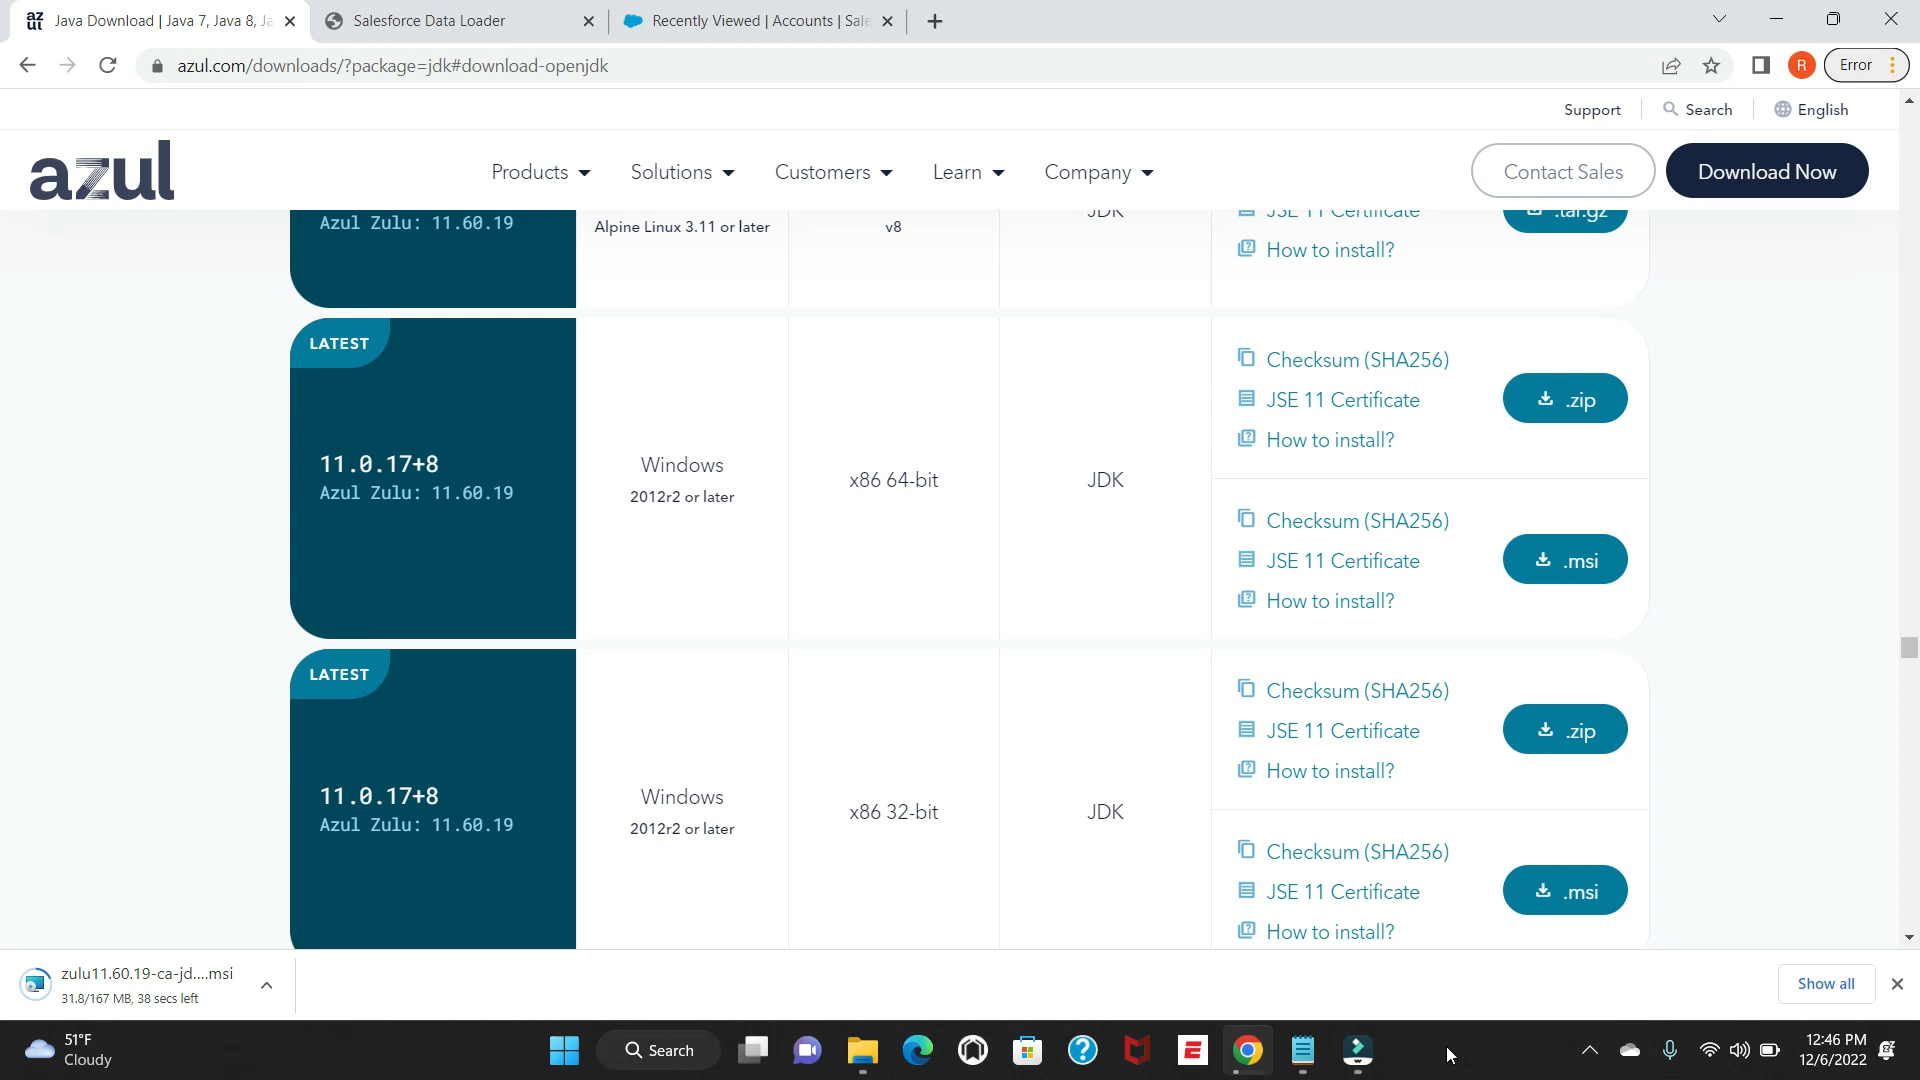 Java Download | Java 7, Java 8, Ja
Salesforce Data Loader
Recently Viewed | Accounts | Sale
azul.com/downloads/?package=jdk#download-openjdk
R
Error
Support
Search
English
azul
Products
Solutions
Customers
Learn
Company
Contact Sales
Download Now
Azul Zulu: 11.60.19
Alpine Linux 3.11 or later
v8
JDK
JSE 11 Certificate
How to install?
.tar.gz
LATEST
11.0.17+8
Azul Zulu: 11.60.19
Windows
2012r2 or later
x86 64-bit
JDK
Checksum (SHA256)
JSE 11 Certificate
How to install?
.zip
Checksum (SHA256)
JSE 11 Certificate
How to install?
.msi
LATEST
11.0.17+8
Azul Zulu: 11.60.19
Windows
2012r2 or later
x86 32-bit
JDK
Checksum (SHA256)
JSE 11 Certificate
How to install?
.zip
Checksum (SHA256)
JSE 11 Certificate
How to install?
.msi
zulu11.60.19-ca-jd....msi
31.8/167 MB, 38 secs left
Show all
51°F
Cloudy
Search
12:46 PM
12/6/2022